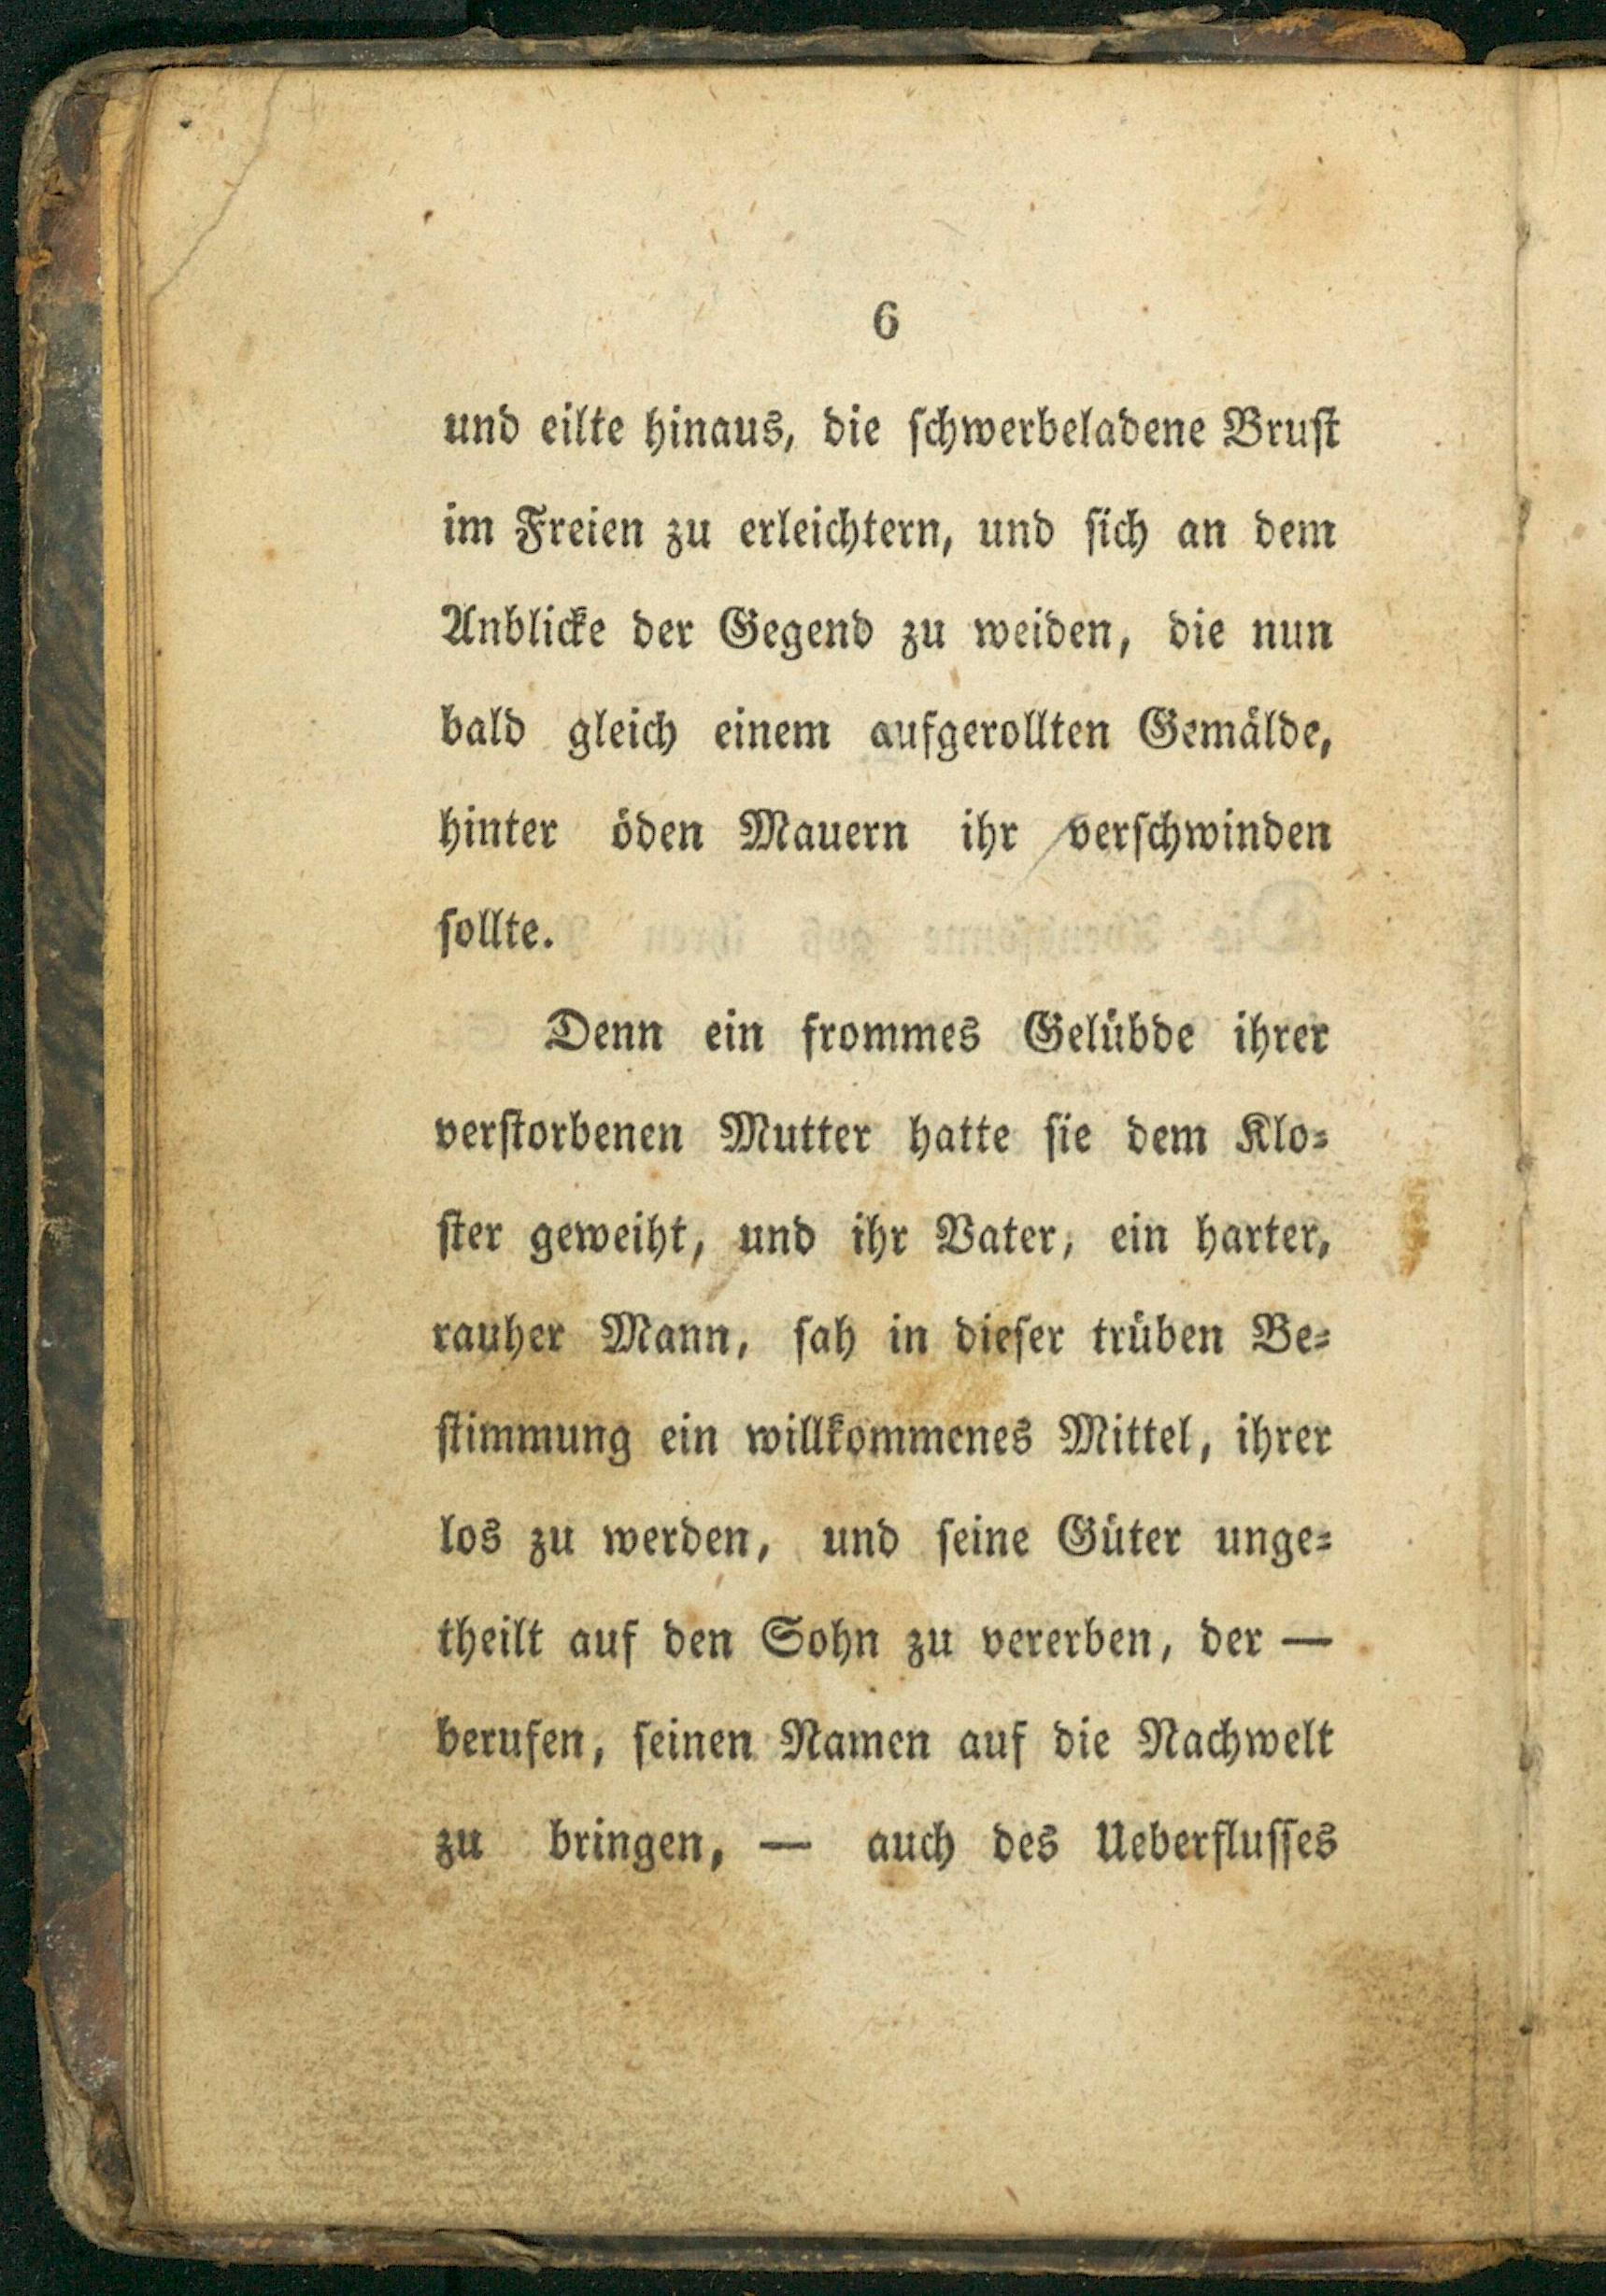 6
und eilte hinaus, die ſchwerbeladene Bruſt
im Freien zu erleichtern, und ſich an dem
Anblicke der Gegend zu weiden, die nun
bald gleich einem aufgerollten Gemälde,
hinter öden Mauern ihr verſchwinden
ſollte.
Denn ein frommes Gelübde ihrer
verſtorbenen Mutter hatte ſie dem Klo⸗
ſter geweiht, und ihr Vater, ein harter,
rauher Mann, ſah in dieſer trüben Be⸗
ſtimmung ein willkommenes Mittel, ihrer
los zu werden, und ſeine Güter unge⸗
theilt auf den Sohn zu vererben, der —
berufen, ſeinen Namen auf die Nachwelt
zu bringen, — auch des Ueberfluſſes